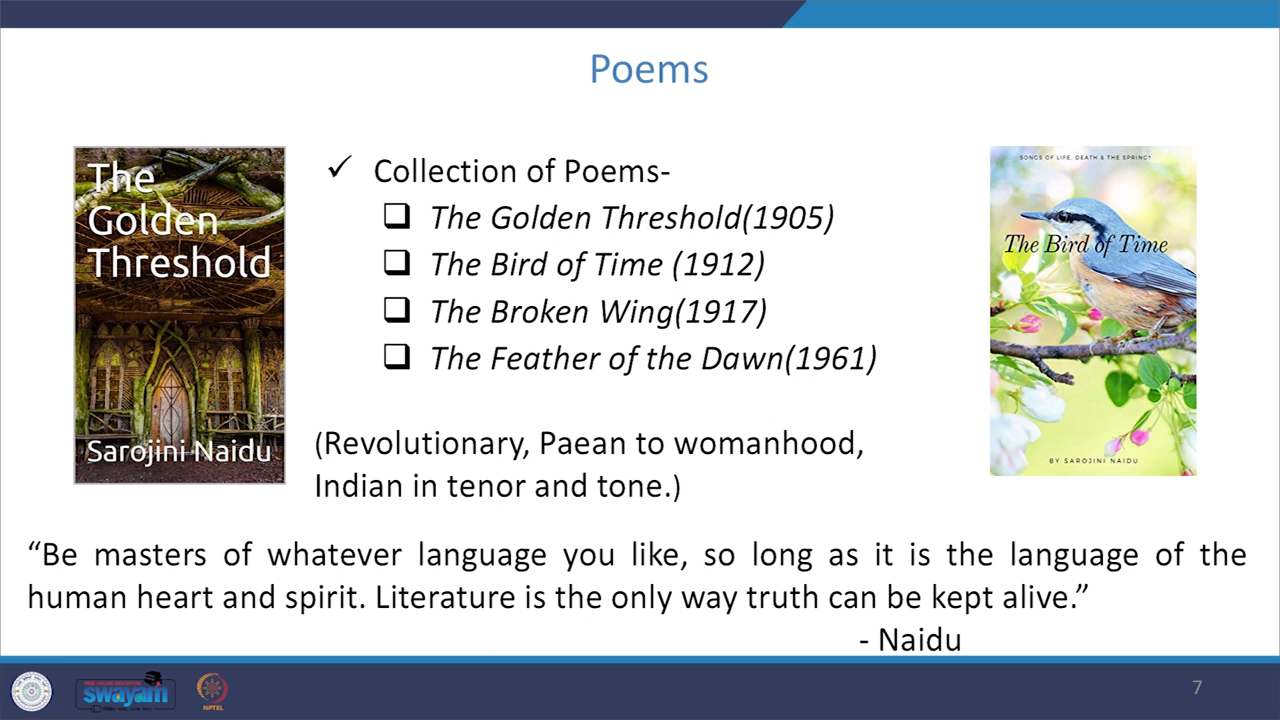 Poems
The
Golden
Threshold
Sarojini Naidu
✓ Collection of Poems-
❑ The Golden Threshold(1905)
❑ The Bird of Time (1912)
❑ The Broken Wing(1917)
❑ The Feather of the Dawn(1961)
(Revolutionary, Paean to womanhood,
Indian in tenor and tone.)
SONGS OF LIFE, DEATH & THE SPRING?
The Bird of Time
BY SAROJINI NAIDU
“Be masters of whatever language you like, so long as it is the language of the
human heart and spirit. Literature is the only way truth can be kept alive.”
- Naidu
swayam
NPTEL
7